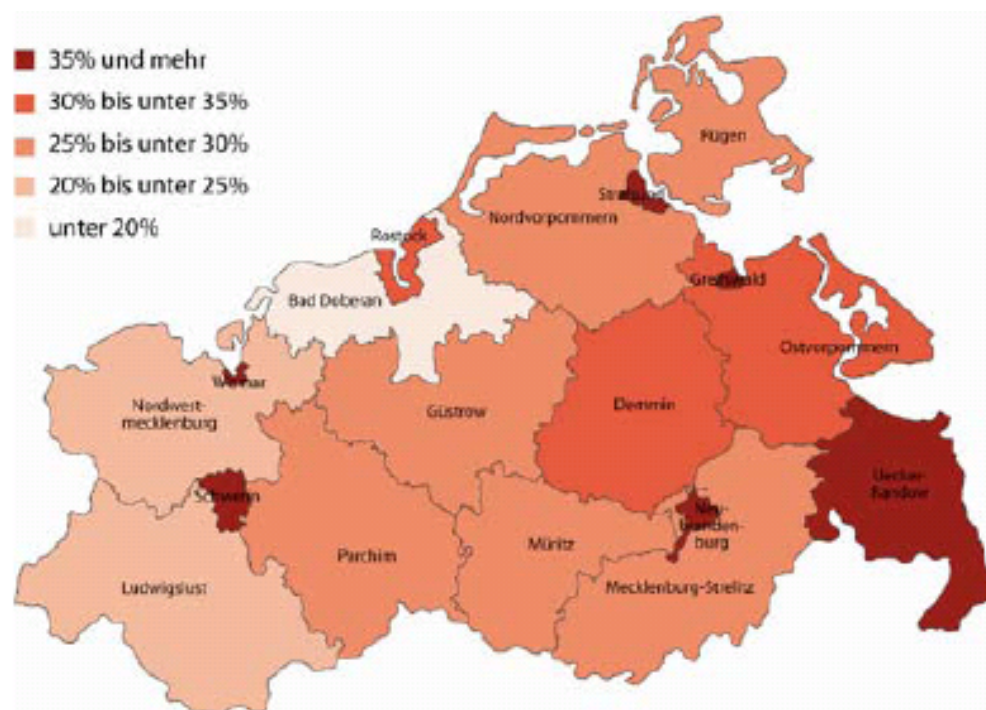 35% und mehr
30% bis unter 35%
25% bis unter 30%
20% bis unter 25%
unter 20%
Rügen
Stralsund
Nordvorpommern
Rostock
Greifswald
Bad Doberan
Ostvorpommern
Wismar
Nordwest-
mecklenburg
Güstrow
Demmin
Uecker-
Randow
Schwerin
Neu-
branden-
burg
Müritz
Parchim
Ludwigslust
Mecklenburg-Strelitz